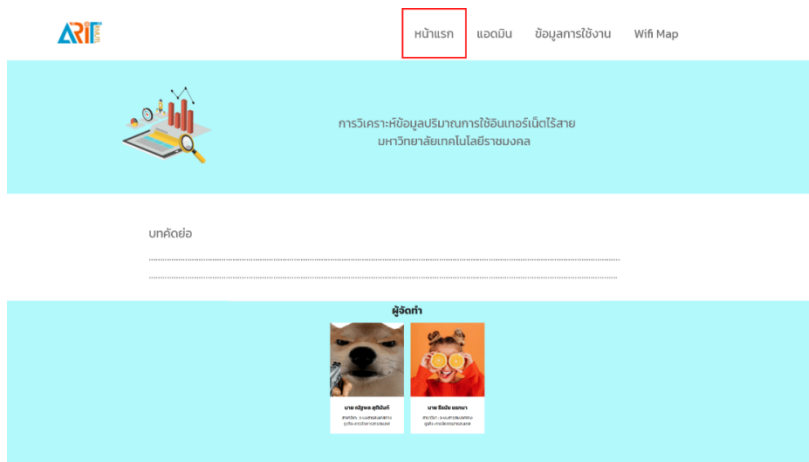 ARIT
หน้าแรก แอดมิน ข้อมูลการใช้งาน Wifi Map
การวิเคราะห์ข้อมูลปริมาณการใช้อินเทอร์เน็ตไร้สาย
มหาวิทยาลัยเทคโนโลยีราชมงคล
บทคัดย่อ
ผู้จัดทำ